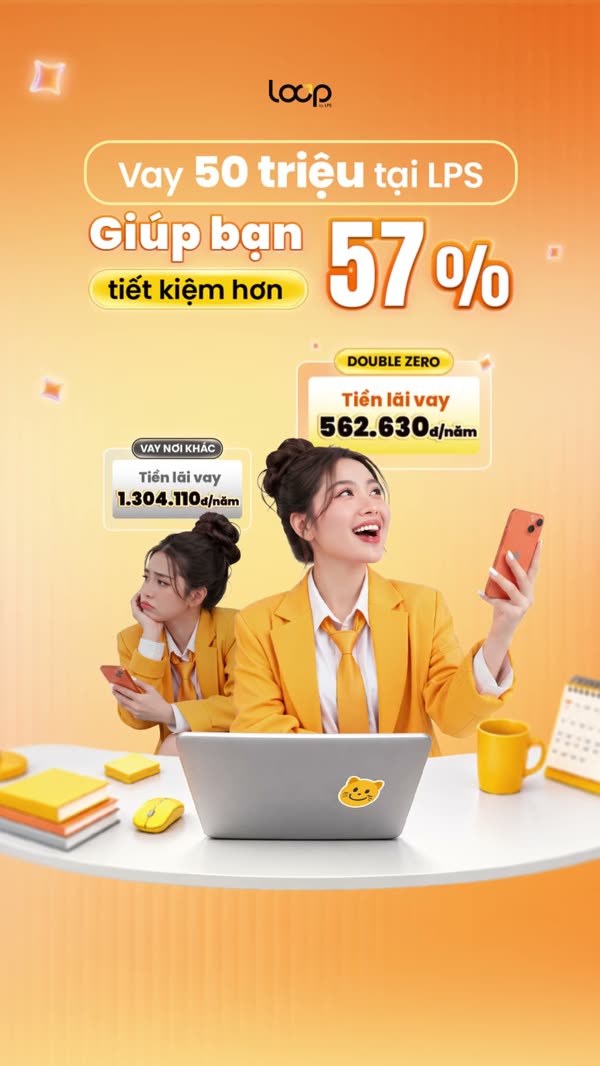 Loop
by LPS
Vay 50 triệu tại LPS
Giúp bạn
tiết kiệm hơn
57%
DOUBLE ZERO
Tiền lãi vay
562.630đ/năm
VAY NƠI KHÁC
Tiền lãi vay
1.304.110đ/năm